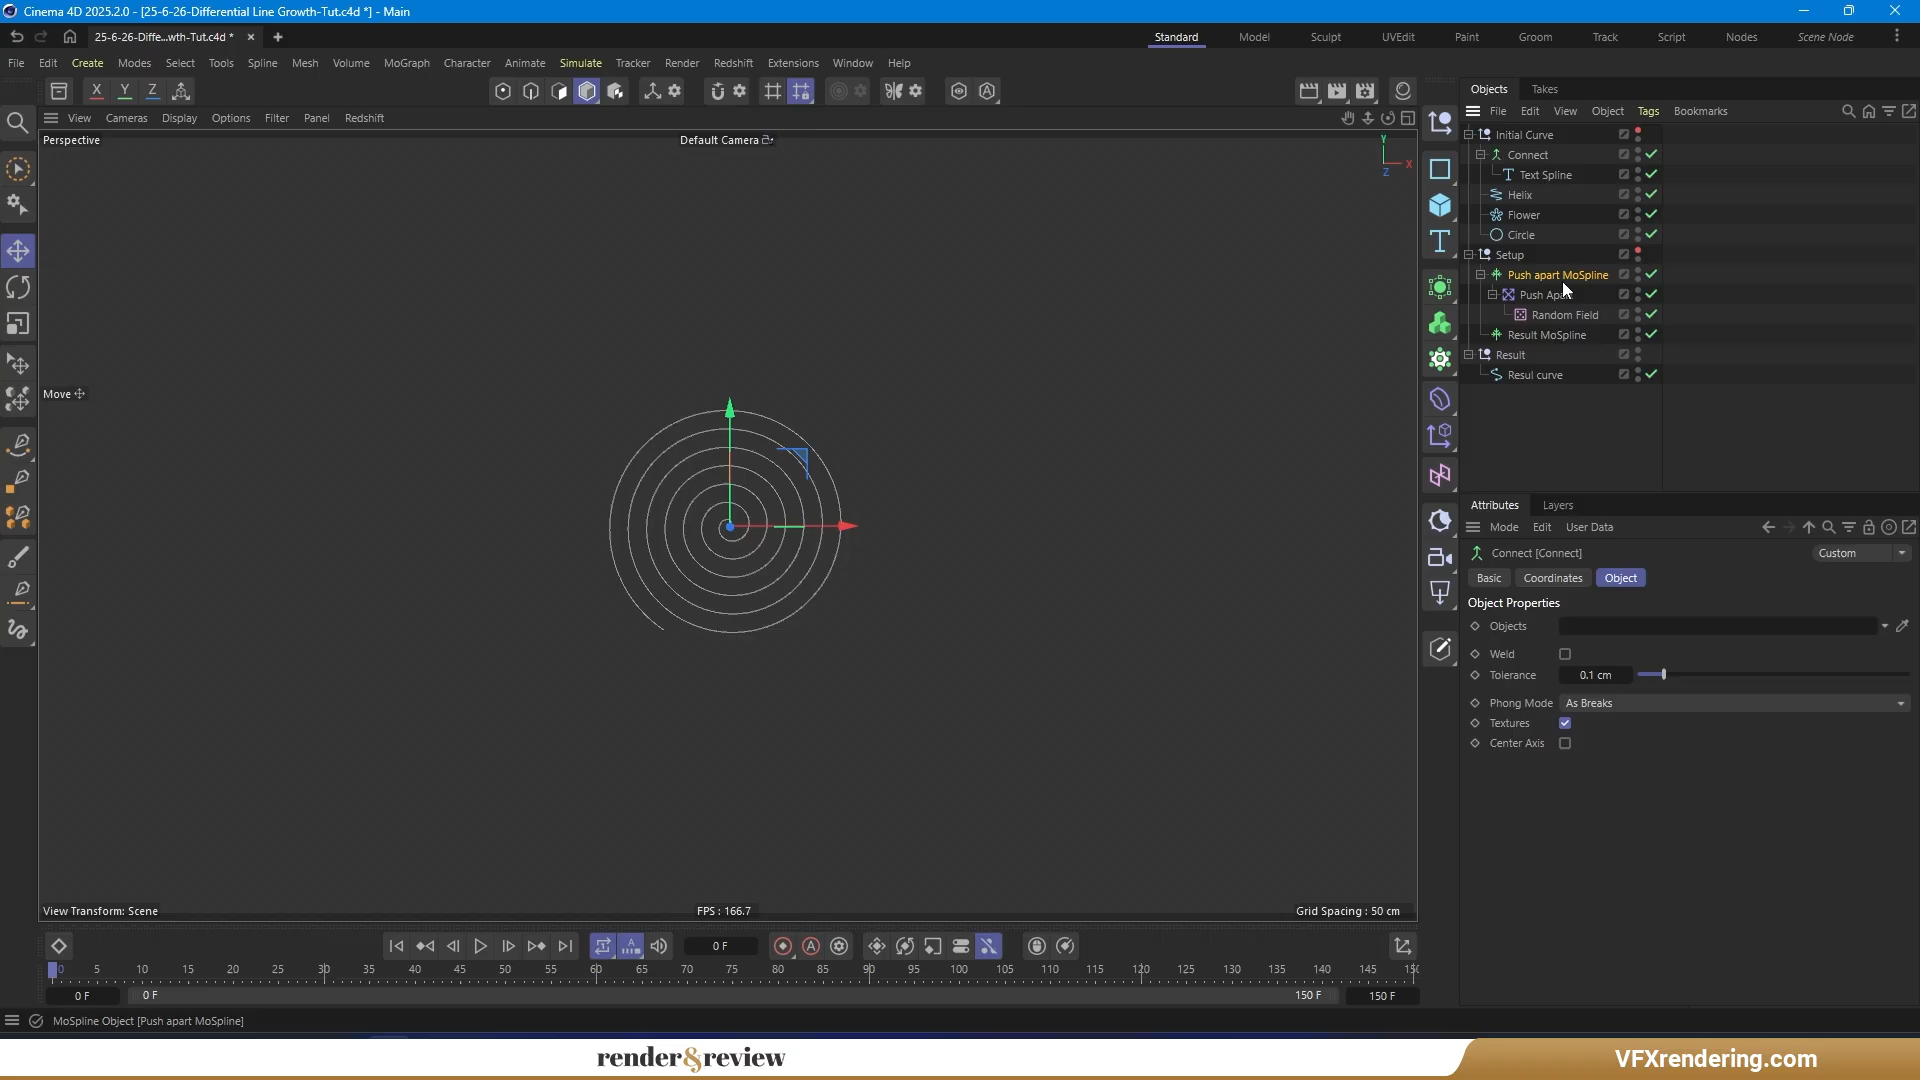 Cinema 4D 2025.2.0 - [25-6-26-Differential Line Growth-Tut.c4d *] - Main
25-6-26-Diffe...wth-Tut.c4d *
Standard Model Sculpt UVEdit Paint Groom Track Script Nodes Scene Node
File Edit Create Modes Select Tools Spline Mesh Volume MoGraph Character Animate Simulate Tracker Render Redshift Extensions Window Help
X Y Z
Objects Takes
File Edit View Object Tags Bookmarks
View Cameras Display Options Filter Panel Redshift
Perspective
Default Camera
Y
X
Z
Initial Curve
Connect
Text Spline
Helix
Flower
Circle
Setup
Push apart MoSpline
Push Apa
Random Field
Result MoSpline
Result
Resul curve
Move
Attributes Layers
Mode Edit User Data
Connect [Connect]
Custom
Basic Coordinates Object
Object Properties
Objects
Weld
Tolerance 0.1 cm
Phong Mode As Breaks
Textures
Center Axis
View Transform: Scene
FPS : 166.7
Grid Spacing : 50 cm
0 F
0 5 10 15 20 25 30 35 40 45 50 55 60 65 70 75 80 85 90 95 100 105 110 115 120 125 130 135 140 145 150
0 F 0 F 150 F 150 F
MoSpline Object [Push apart MoSpline]
render&review
VFXrendering.com